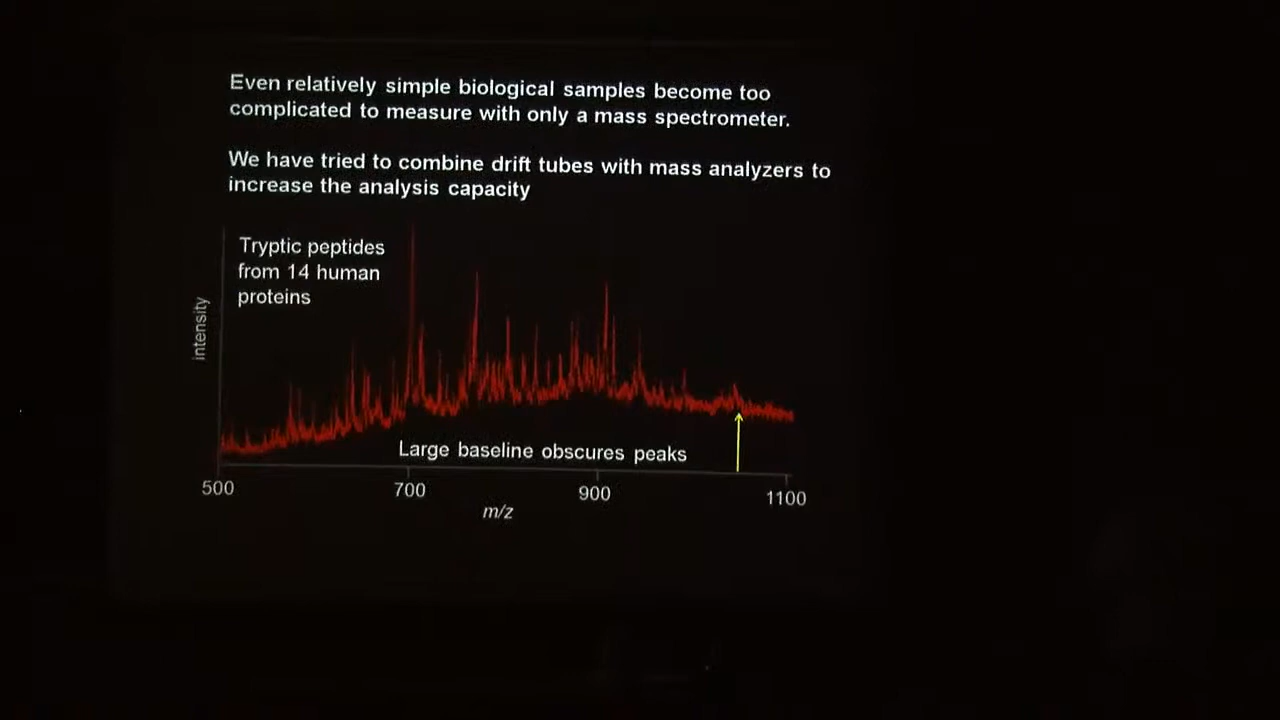 Even relatively simple biological samples become too
complicated to measure with only a mass spectrometer.
We have tried to combine drift tubes with mass analyzers to
increase the analysis capacity
Tryptic peptides
from 14 human
proteins
intensity
Large baseline obscures peaks
500
700
900
1100
m/z